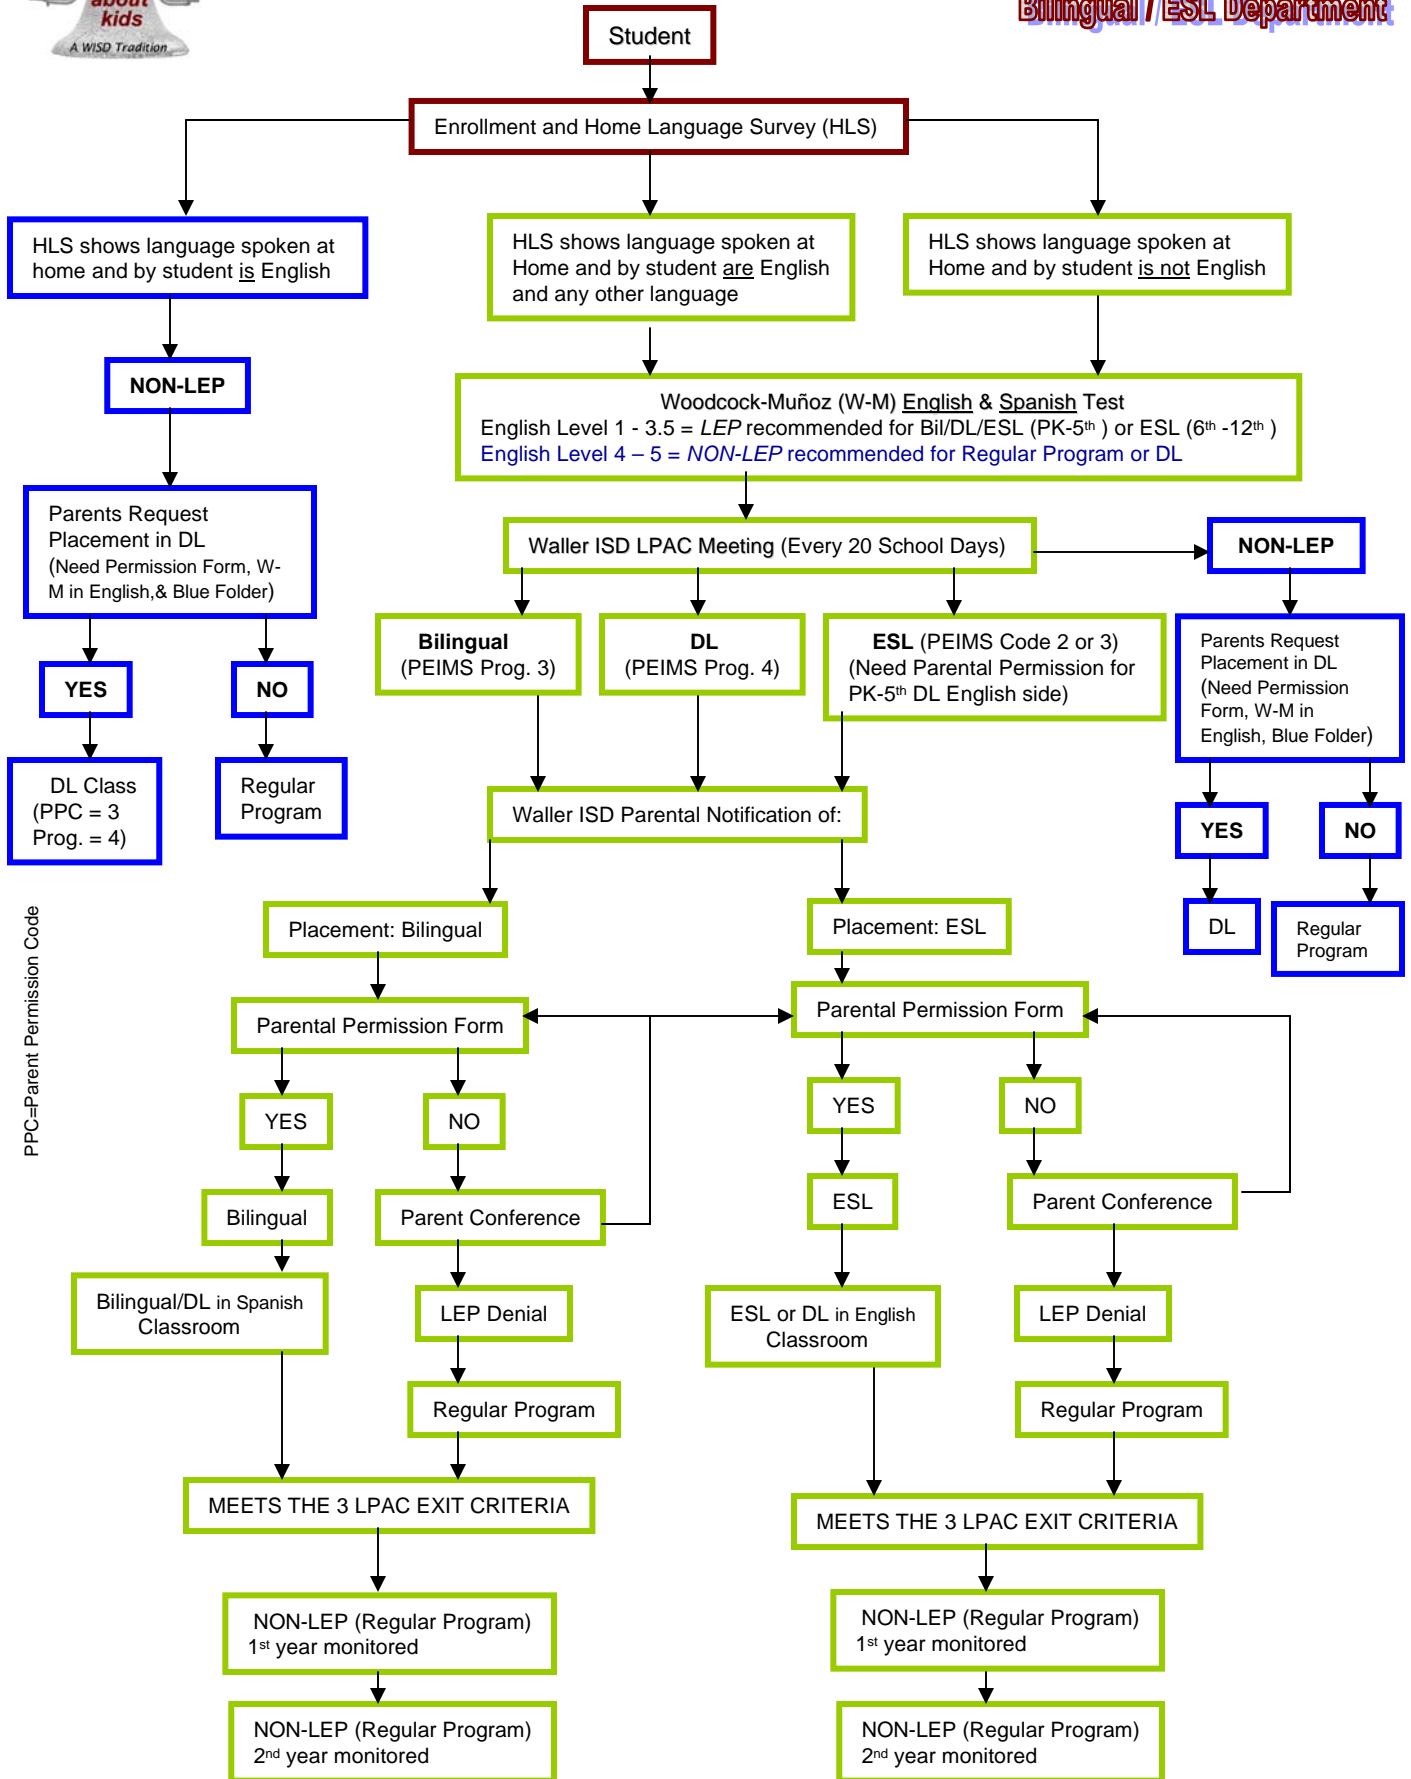 about
kids
A WISD Tradition
Bilingual / ESL Department
Student
Enrollment and Home Language Survey (HLS)
HLS shows language spoken at
home and by student is English
HLS shows language spoken at
Home and by student are English
and any other language
HLS shows language spoken at
Home and by student is not English
NON-LEP
Woodcock-Muñoz (W-M) English & Spanish Test
English Level 1 - 3.5 = LEP recommended for Bil/DL/ESL (PK-5th ) or ESL (6th -12th )
English Level 4 – 5 = NON-LEP recommended for Regular Program or DL
Parents Request
Placement in DL
(Need Permission Form, W-
M in English,& Blue Folder)
Waller ISD LPAC Meeting (Every 20 School Days)
NON-LEP
Bilingual
(PEIMS Prog. 3)
DL
(PEIMS Prog. 4)
ESL (PEIMS Code 2 or 3)
(Need Parental Permission for
PK-5th DL English side)
Parents Request
Placement in DL
(Need Permission
Form, W-M in
English, Blue Folder)
YES
NO
DL Class
(PPC = 3
Prog. = 4)
Regular
Program
Waller ISD Parental Notification of:
YES
NO
DL
Regular
Program
PPC=Parent Permission Code
Placement: Bilingual
Placement: ESL
Parental Permission Form
Parental Permission Form
YES
NO
YES
NO
Bilingual
Parent Conference
ESL
Parent Conference
Bilingual/DL in Spanish
Classroom
LEP Denial
ESL or DL in English
Classroom
LEP Denial
Regular Program
Regular Program
MEETS THE 3 LPAC EXIT CRITERIA
MEETS THE 3 LPAC EXIT CRITERIA
NON-LEP (Regular Program)
1st year monitored
NON-LEP (Regular Program)
1st year monitored
NON-LEP (Regular Program)
2nd year monitored
NON-LEP (Regular Program)
2nd year monitored